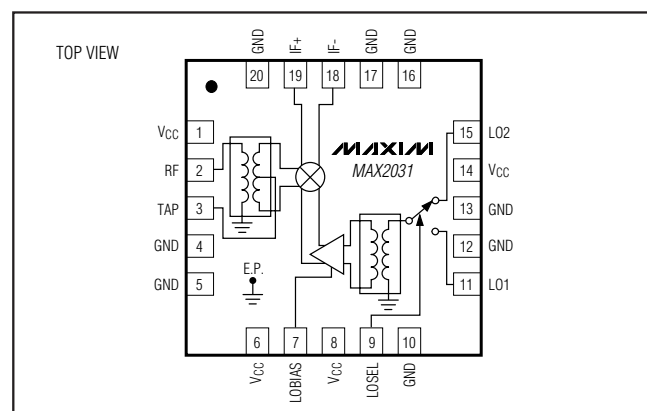 TOP VIEW
GND
IF+
IF-
GND
GND
20
19
18
17
16
VCC
1
RF
2
TAP
3
GND
4
GND
5
MAXIM
MAX2031
15
LO2
14
VCC
13
GND
12
GND
11
LO1
E.P.
6
7
8
9
10
VCC
LOBIAS
VCC
LOSEL
GND